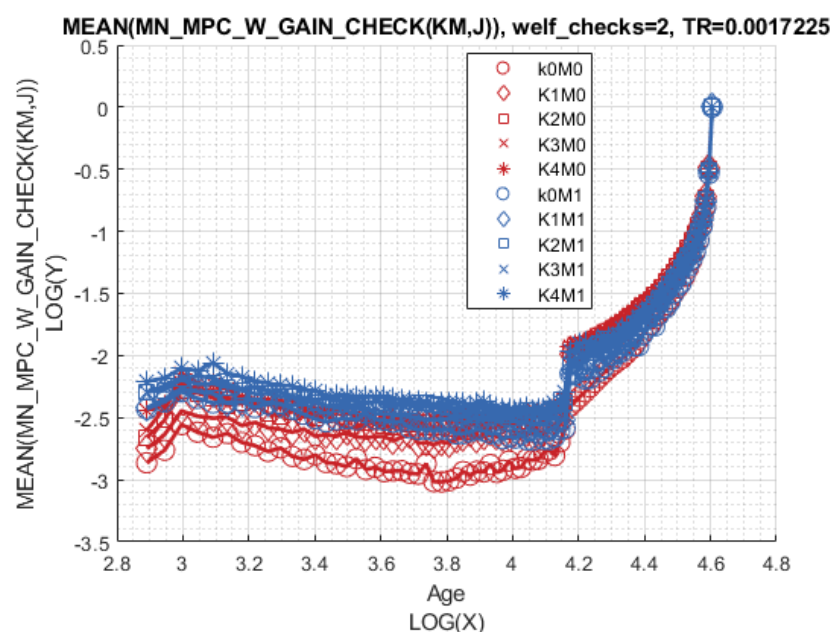 MEAN(MN_MPC_W_GAIN_CHECK(KM,J)), welf_checks=2, TR=0.0017225
MEAN(MN_MPC_W_GAIN_CHECK(KM,J))
LOG(Y)
0.5
0
-0.5
-1
-1.5
-2
-2.5
-3
-3.5
k0M0
K1M0
K2M0
K3M0
K4M0
k0M1
K1M1
K2M1
K3M1
K4M1
2.8 3 3.2 3.4 3.6 3.8 4 4.2 4.4 4.6 4.8
Age
LOG(X)